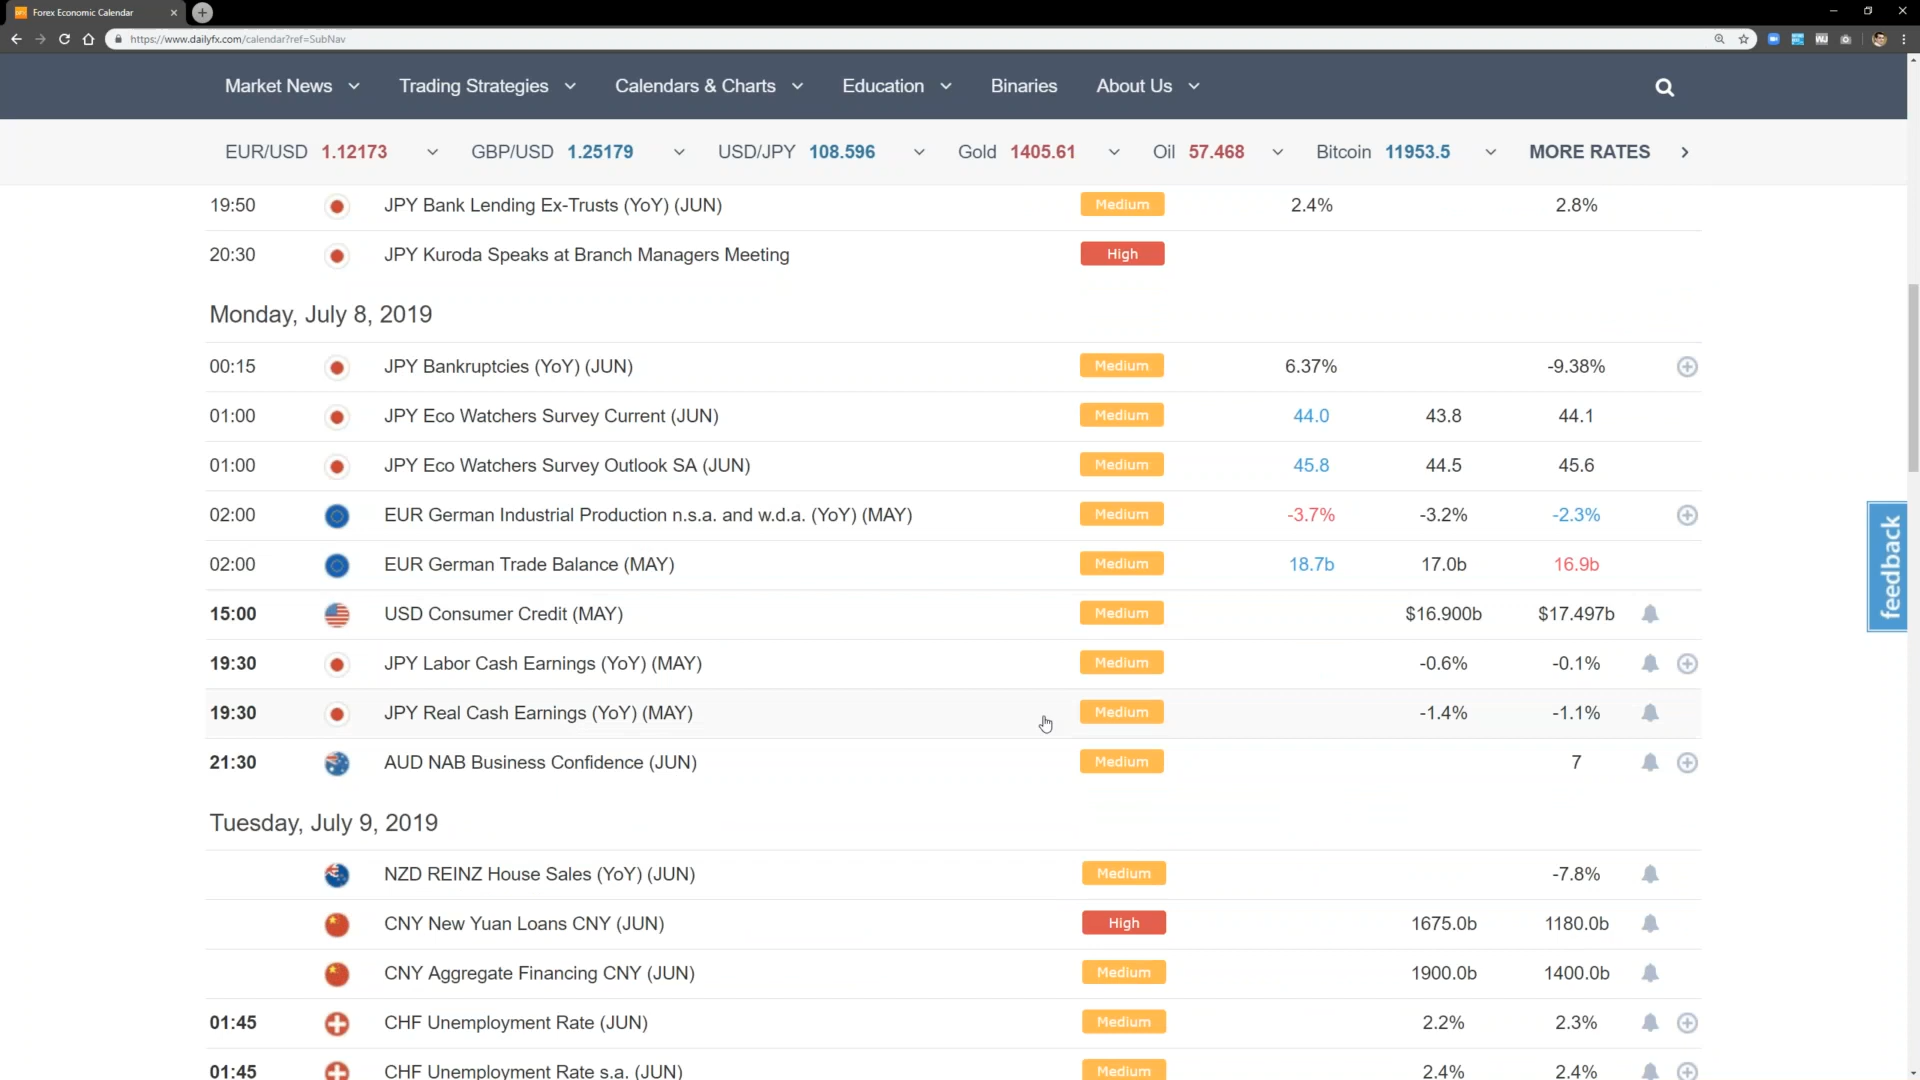 Forex Economic Calendar
https://www.dailyfx.com/calendar?ref=SubNav
Market News Trading Strategies Calendars & Charts Education Binaries About Us
EUR/USD 1.12173 GBP/USD 1.25179 USD/JPY 108.596 Gold 1405.61 Oil 57.468 Bitcoin 11953.5 MORE RATES
19:50 JPY Bank Lending Ex-Trusts (YoY) (JUN) Medium 2.4% 2.8%
20:30 JPY Kuroda Speaks at Branch Managers Meeting High
Monday, July 8, 2019
00:15 JPY Bankruptcies (YoY) (JUN) Medium 6.37% -9.38%
01:00 JPY Eco Watchers Survey Current (JUN) Medium 44.0 43.8 44.1
01:00 JPY Eco Watchers Survey Outlook SA (JUN) Medium 45.8 44.5 45.6
02:00 EUR German Industrial Production n.s.a. and w.d.a. (YoY) (MAY) Medium -3.7% -3.2% -2.3%
02:00 EUR German Trade Balance (MAY) Medium 18.7b 17.0b 16.9b
15:00 USD Consumer Credit (MAY) Medium $16.900b $17.497b
19:30 JPY Labor Cash Earnings (YoY) (MAY) Medium -0.6% -0.1%
19:30 JPY Real Cash Earnings (YoY) (MAY) Medium -1.4% -1.1%
21:30 AUD NAB Business Confidence (JUN) Medium 7
Tuesday, July 9, 2019
NZD REINZ House Sales (YoY) (JUN) Medium -7.8%
CNY New Yuan Loans CNY (JUN) High 1675.0b 1180.0b
CNY Aggregate Financing CNY (JUN) Medium 1900.0b 1400.0b
01:45 CHF Unemployment Rate (JUN) Medium 2.2% 2.3%
01:45 CHF Unemployment Rate s.a. (JUN) Medium 2.4% 2.4%
feedback